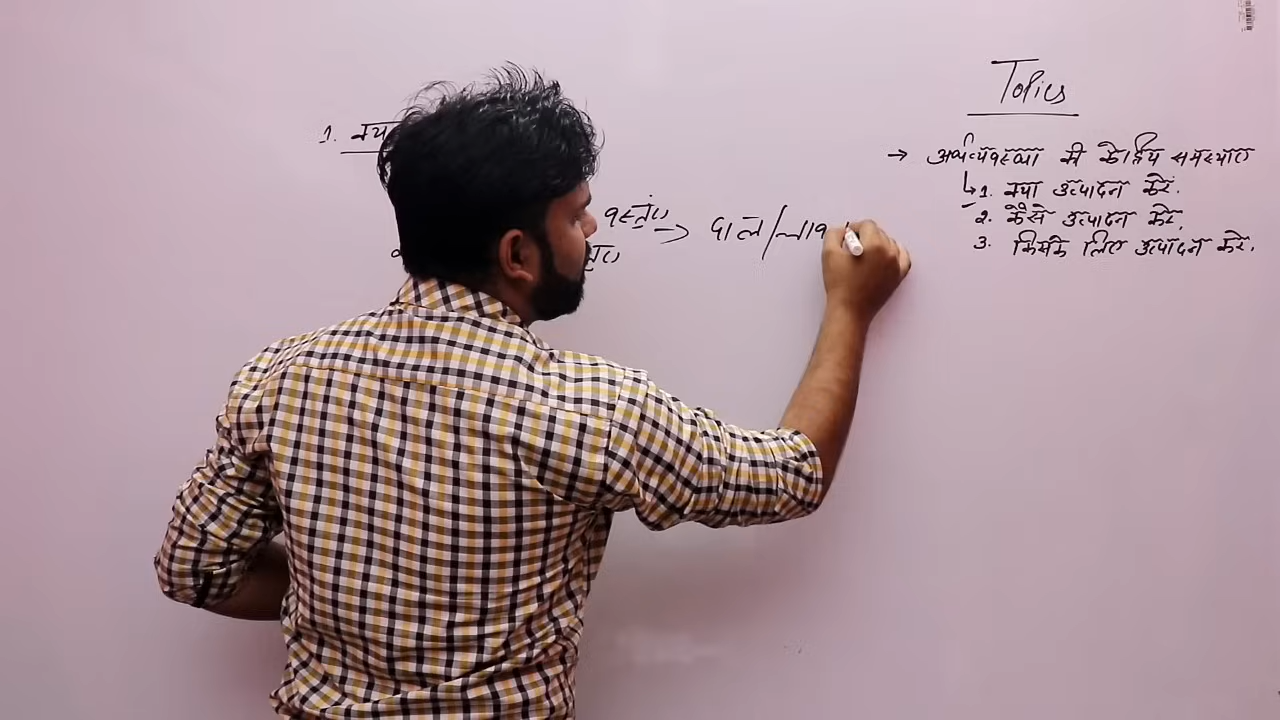 Topics
→ अर्थव्यवस्था की केन्द्रिय समस्याएं
↳ 1. क्या उत्पादन करें.
2. कैसे उत्पादन करें.
3. किसके लिए उत्पादन करें.
1. क्या
वस्तुएं → दाल/